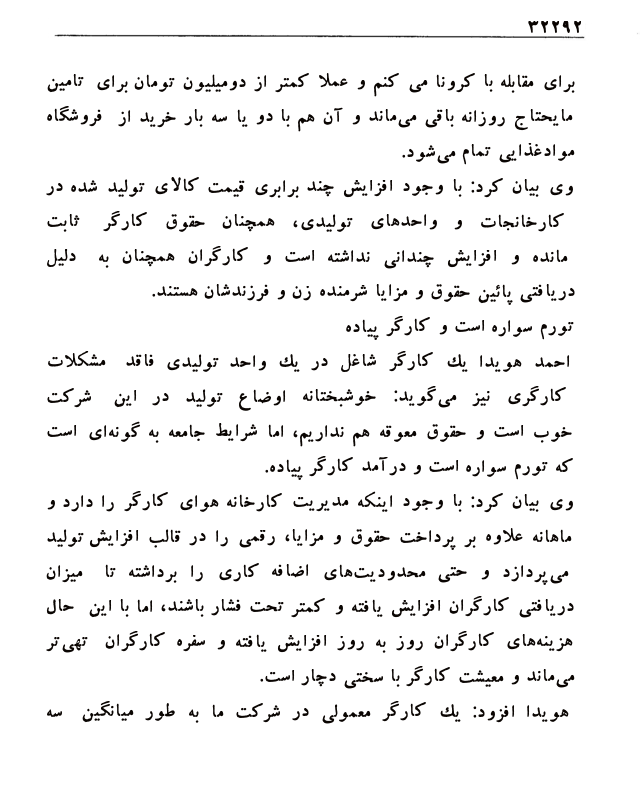 ۳۲۲۹۲
برای مقابله با کرونا می کنم و عملا کمتر از دومیلیون تومان برای تامین
مایحتاج روزانه باقی می‌ماند و آن هم با دو یا سه بار خرید از فروشگاه
موادغذایی تمام می‌شود.
وی بیان کرد: با وجود افزایش چند برابری قیمت کالای تولید شده در
کارخانجات و واحدهای تولیدی، همچنان حقوق کارگر ثابت
مانده و افزایش چندانی نداشته است و کارگران همچنان به دلیل
دریافتی پائین حقوق و مزایا شرمنده زن و فرزندشان هستند.
تورم سواره است و کارگر پیاده
احمد هویدا یك کارگر شاغل در یك واحد تولیدی فاقد مشکلات
کارگری نیز می‌گوید: خوشبختانه اوضاع تولید در این شرکت
خوب است و حقوق معوقه هم نداریم، اما شرایط جامعه به گونه‌ای است
که تورم سواره است و درآمد کارگر پیاده.
وی بیان کرد: با وجود اینکه مدیریت کارخانه هوای کارگر را دارد و
ماهانه علاوه بر پرداخت حقوق و مزایا، رقمی را در قالب افزایش تولید
می‌پردازد و حتی محدودیت‌های اضافه کاری را برداشته تا میزان
دریافتی کارگران افزایش یافته و کمتر تحت فشار باشند، اما با این حال
هزینه‌های کارگران روز به روز افزایش یافته و سفره کارگران تهی‌تر
می‌ماند و معیشت کارگر با سختی دچار است.
هویدا افزود: یك کارگر معمولی در شرکت ما به طور میانگین سه